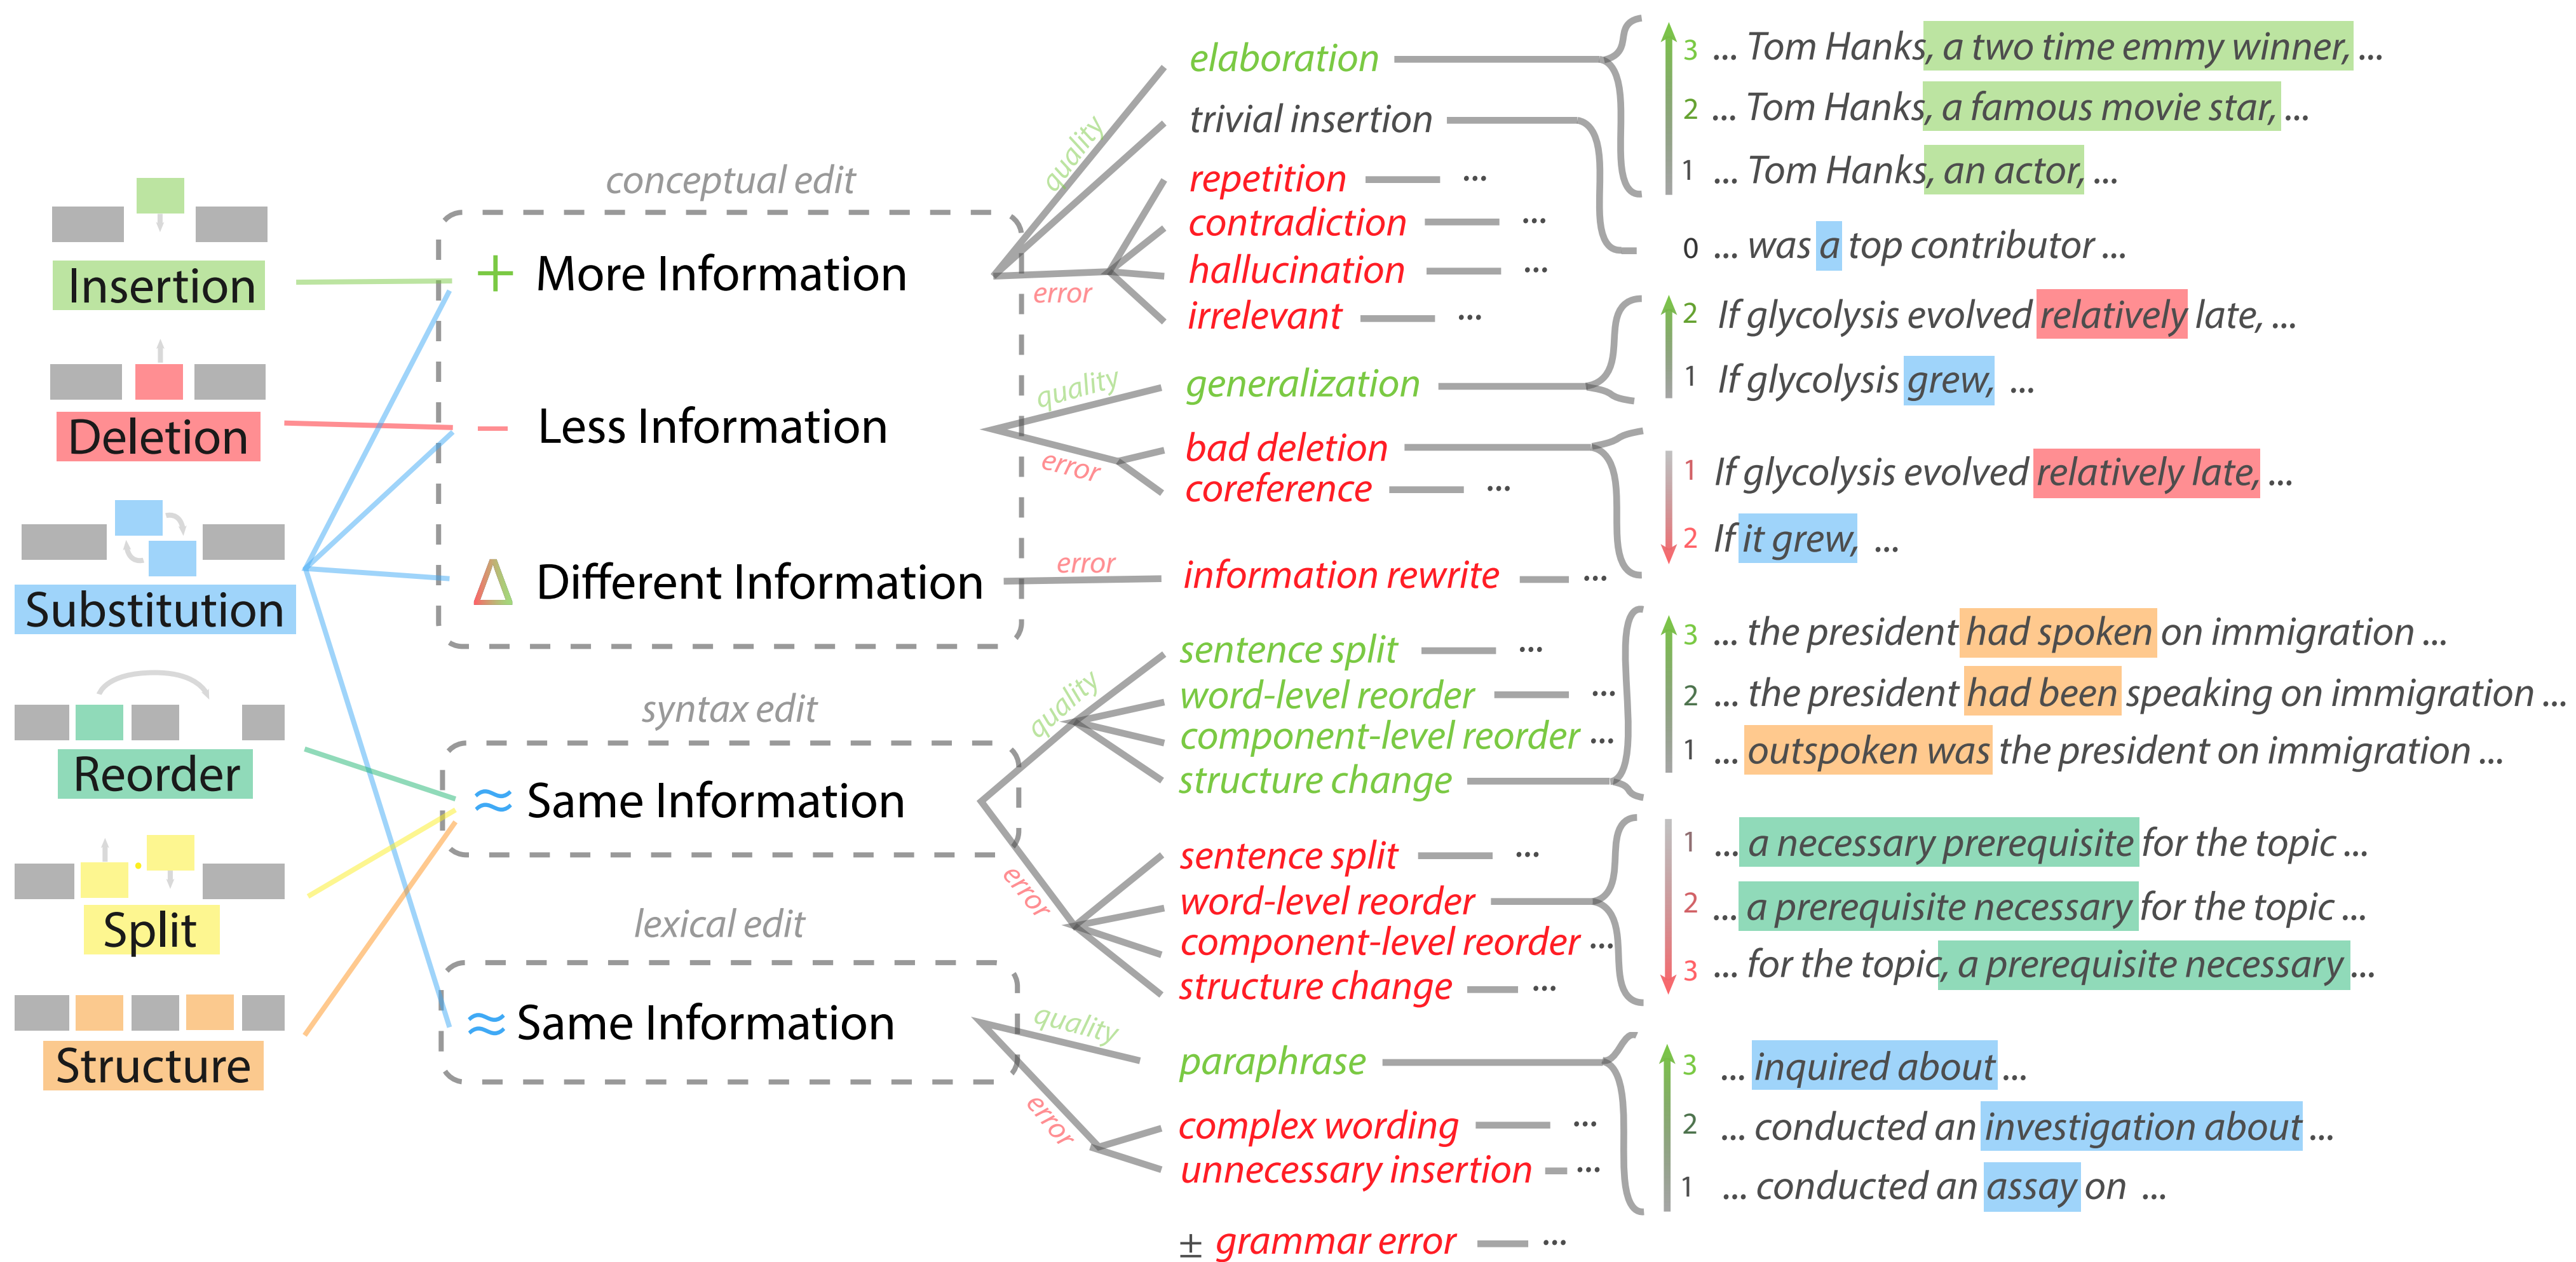 Insertion
Deletion
Substitution
Reorder
Split
Structure
conceptual edit
+ More Information
– Less Information
Δ Different Information
syntax edit
≈ Same Information
lexical edit
≈ Same Information
quality
error
elaboration
trivial insertion
repetition ...
contradiction ...
hallucination ...
irrelevant ...
quality
error
generalization
bad deletion
coreference ...
error
information rewrite ...
quality
sentence split ...
word-level reorder ...
component-level reorder ...
structure change
error
sentence split ...
word-level reorder
component-level reorder ...
structure change ...
quality
paraphrase
error
complex wording ...
unnecessary insertion ...
± grammar error ...
3 ... Tom Hanks, a two time emmy winner, ...
2 ... Tom Hanks, a famous movie star, ...
1 ... Tom Hanks, an actor, ...
0 ... was a top contributor ...
2 If glycolysis evolved relatively late, ...
1 If glycolysis grew, ...
1 If glycolysis evolved relatively late, ...
2 If it grew, ...
3 ... the president had spoken on immigration ...
2 ... the president had been speaking on immigration ...
1 ... outspoken was the president on immigration ...
1 ... a necessary prerequisite for the topic ...
2 ... a prerequisite necessary for the topic ...
3 ... for the topic, a prerequisite necessary ...
3 ... inquired about ...
2 ... conducted an investigation about ...
1 ... conducted an assay on ...